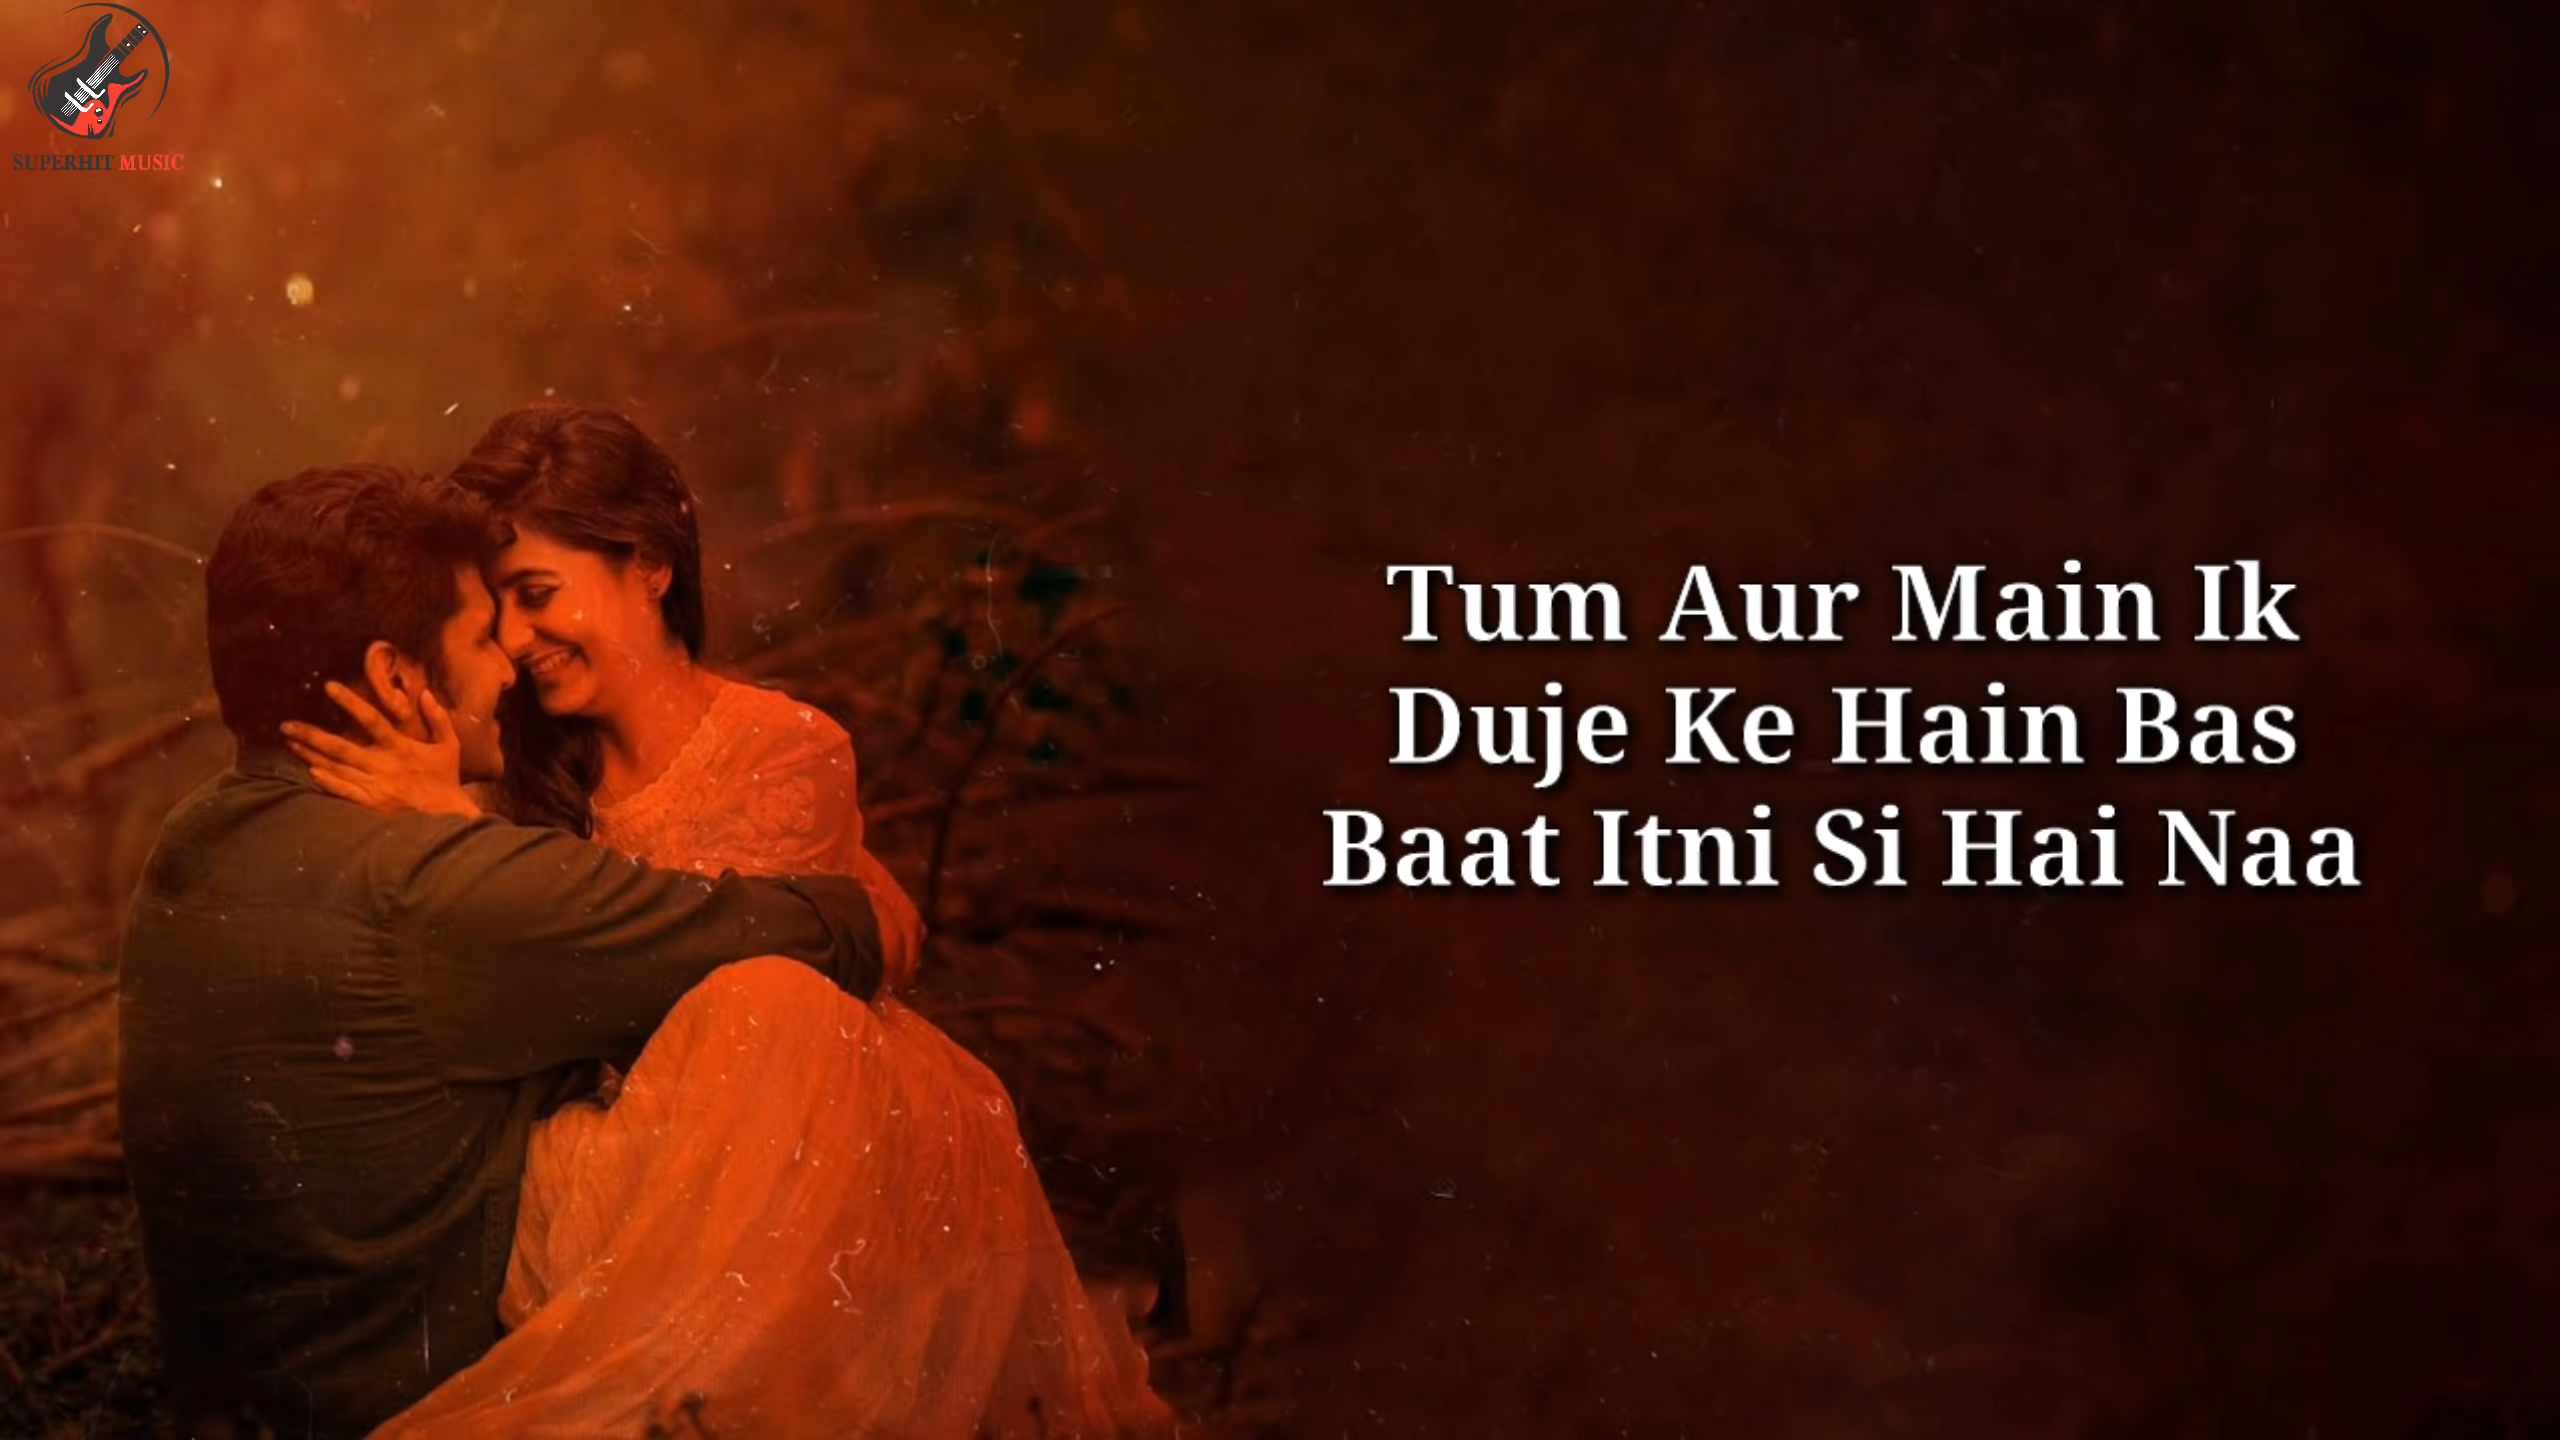 SUPERHIT MUSIC
Tum Aur Main Ik
Duje Ke Hain Bas
Baat Itni Si Hai Naa